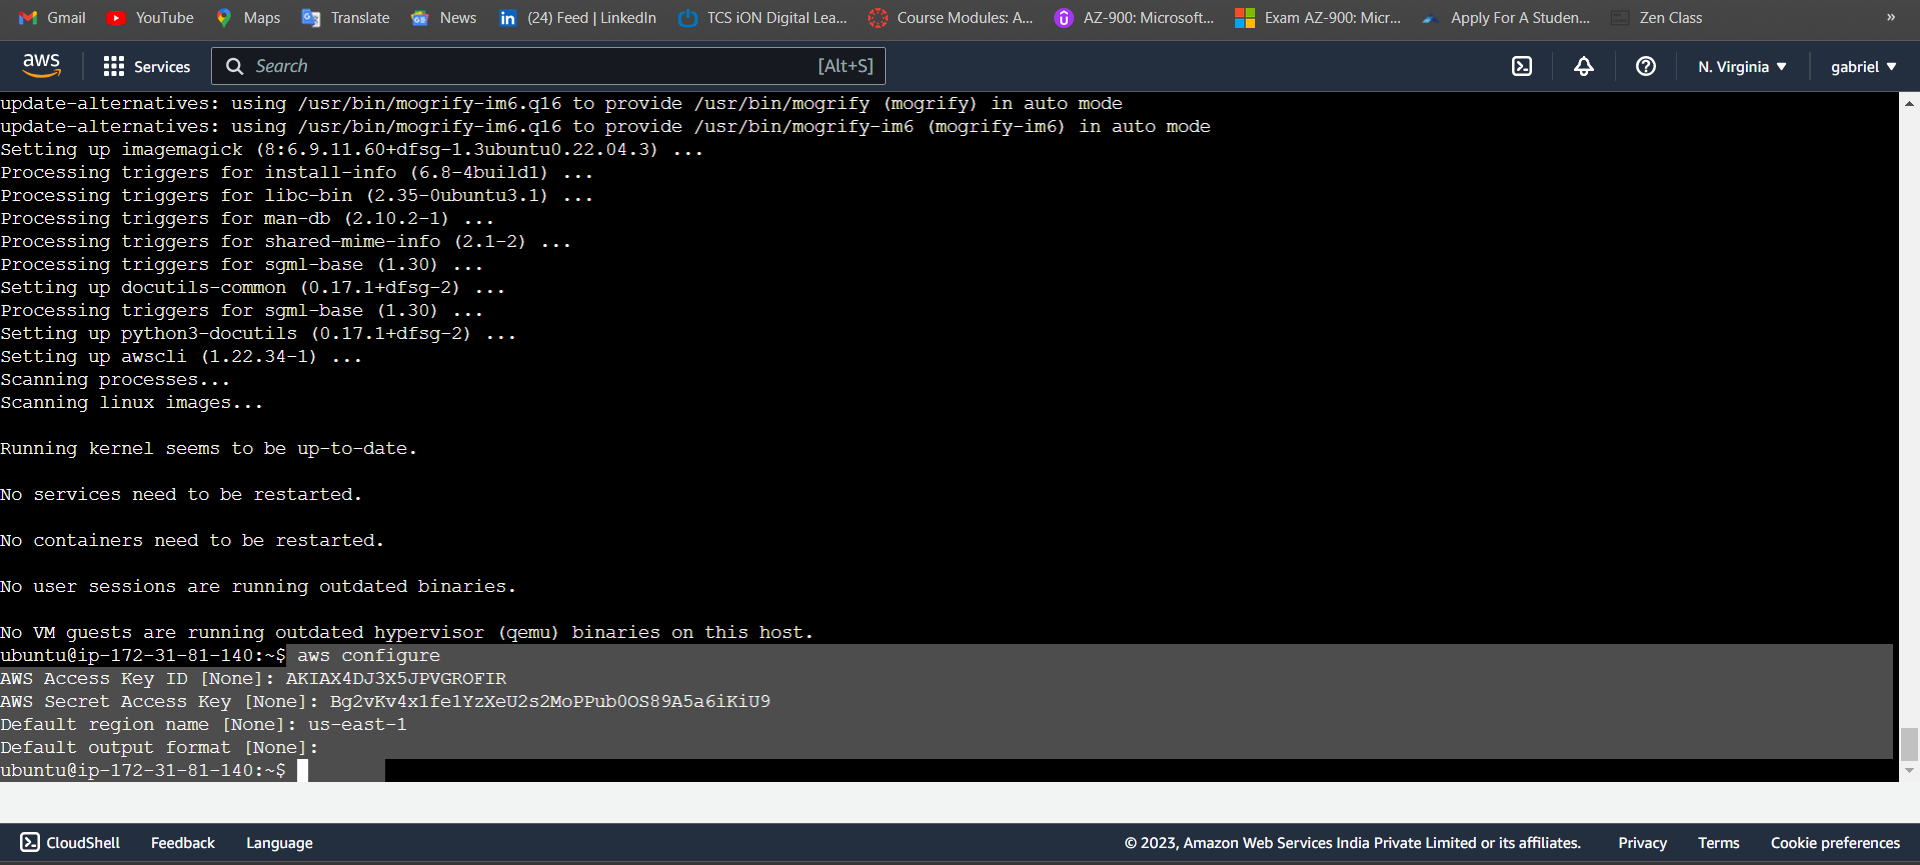 Gmail YouTube Maps Translate News (24) Feed | LinkedIn TCS iON Digital Lea... Course Modules: A... AZ-900: Microsoft... Exam AZ-900: Micr... Apply For A Studen... Zen Class »
aws Services Search [Alt+S] N. Virginia gabriel
update-alternatives: using /usr/bin/mogrify-im6.q16 to provide /usr/bin/mogrify (mogrify) in auto mode
update-alternatives: using /usr/bin/mogrify-im6.q16 to provide /usr/bin/mogrify-im6 (mogrify-im6) in auto mode
Setting up imagemagick (8:6.9.11.60+dfsg-1.3ubuntu0.22.04.3) ...
Processing triggers for install-info (6.8-4build1) ...
Processing triggers for libc-bin (2.35-0ubuntu3.1) ...
Processing triggers for man-db (2.10.2-1) ...
Processing triggers for shared-mime-info (2.1-2) ...
Processing triggers for sgml-base (1.30) ...
Setting up docutils-common (0.17.1+dfsg-2) ...
Processing triggers for sgml-base (1.30) ...
Setting up python3-docutils (0.17.1+dfsg-2) ...
Setting up awscli (1.22.34-1) ...
Scanning processes...
Scanning linux images...
Running kernel seems to be up-to-date.
No services need to be restarted.
No containers need to be restarted.
No user sessions are running outdated binaries.
No VM guests are running outdated hypervisor (qemu) binaries on this host.
ubuntu@ip-172-31-81-140:~$ aws configure
AWS Access Key ID [None]: AKIAX4DJ3X5JPVGROFIR
AWS Secret Access Key [None]: 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
Default region name [None]: us-east-1
Default output format [None]:
ubuntu@ip-172-31-81-140:~$
CloudShell Feedback Language © 2023, Amazon Web Services India Private Limited or its affiliates. Privacy Terms Cookie preferences